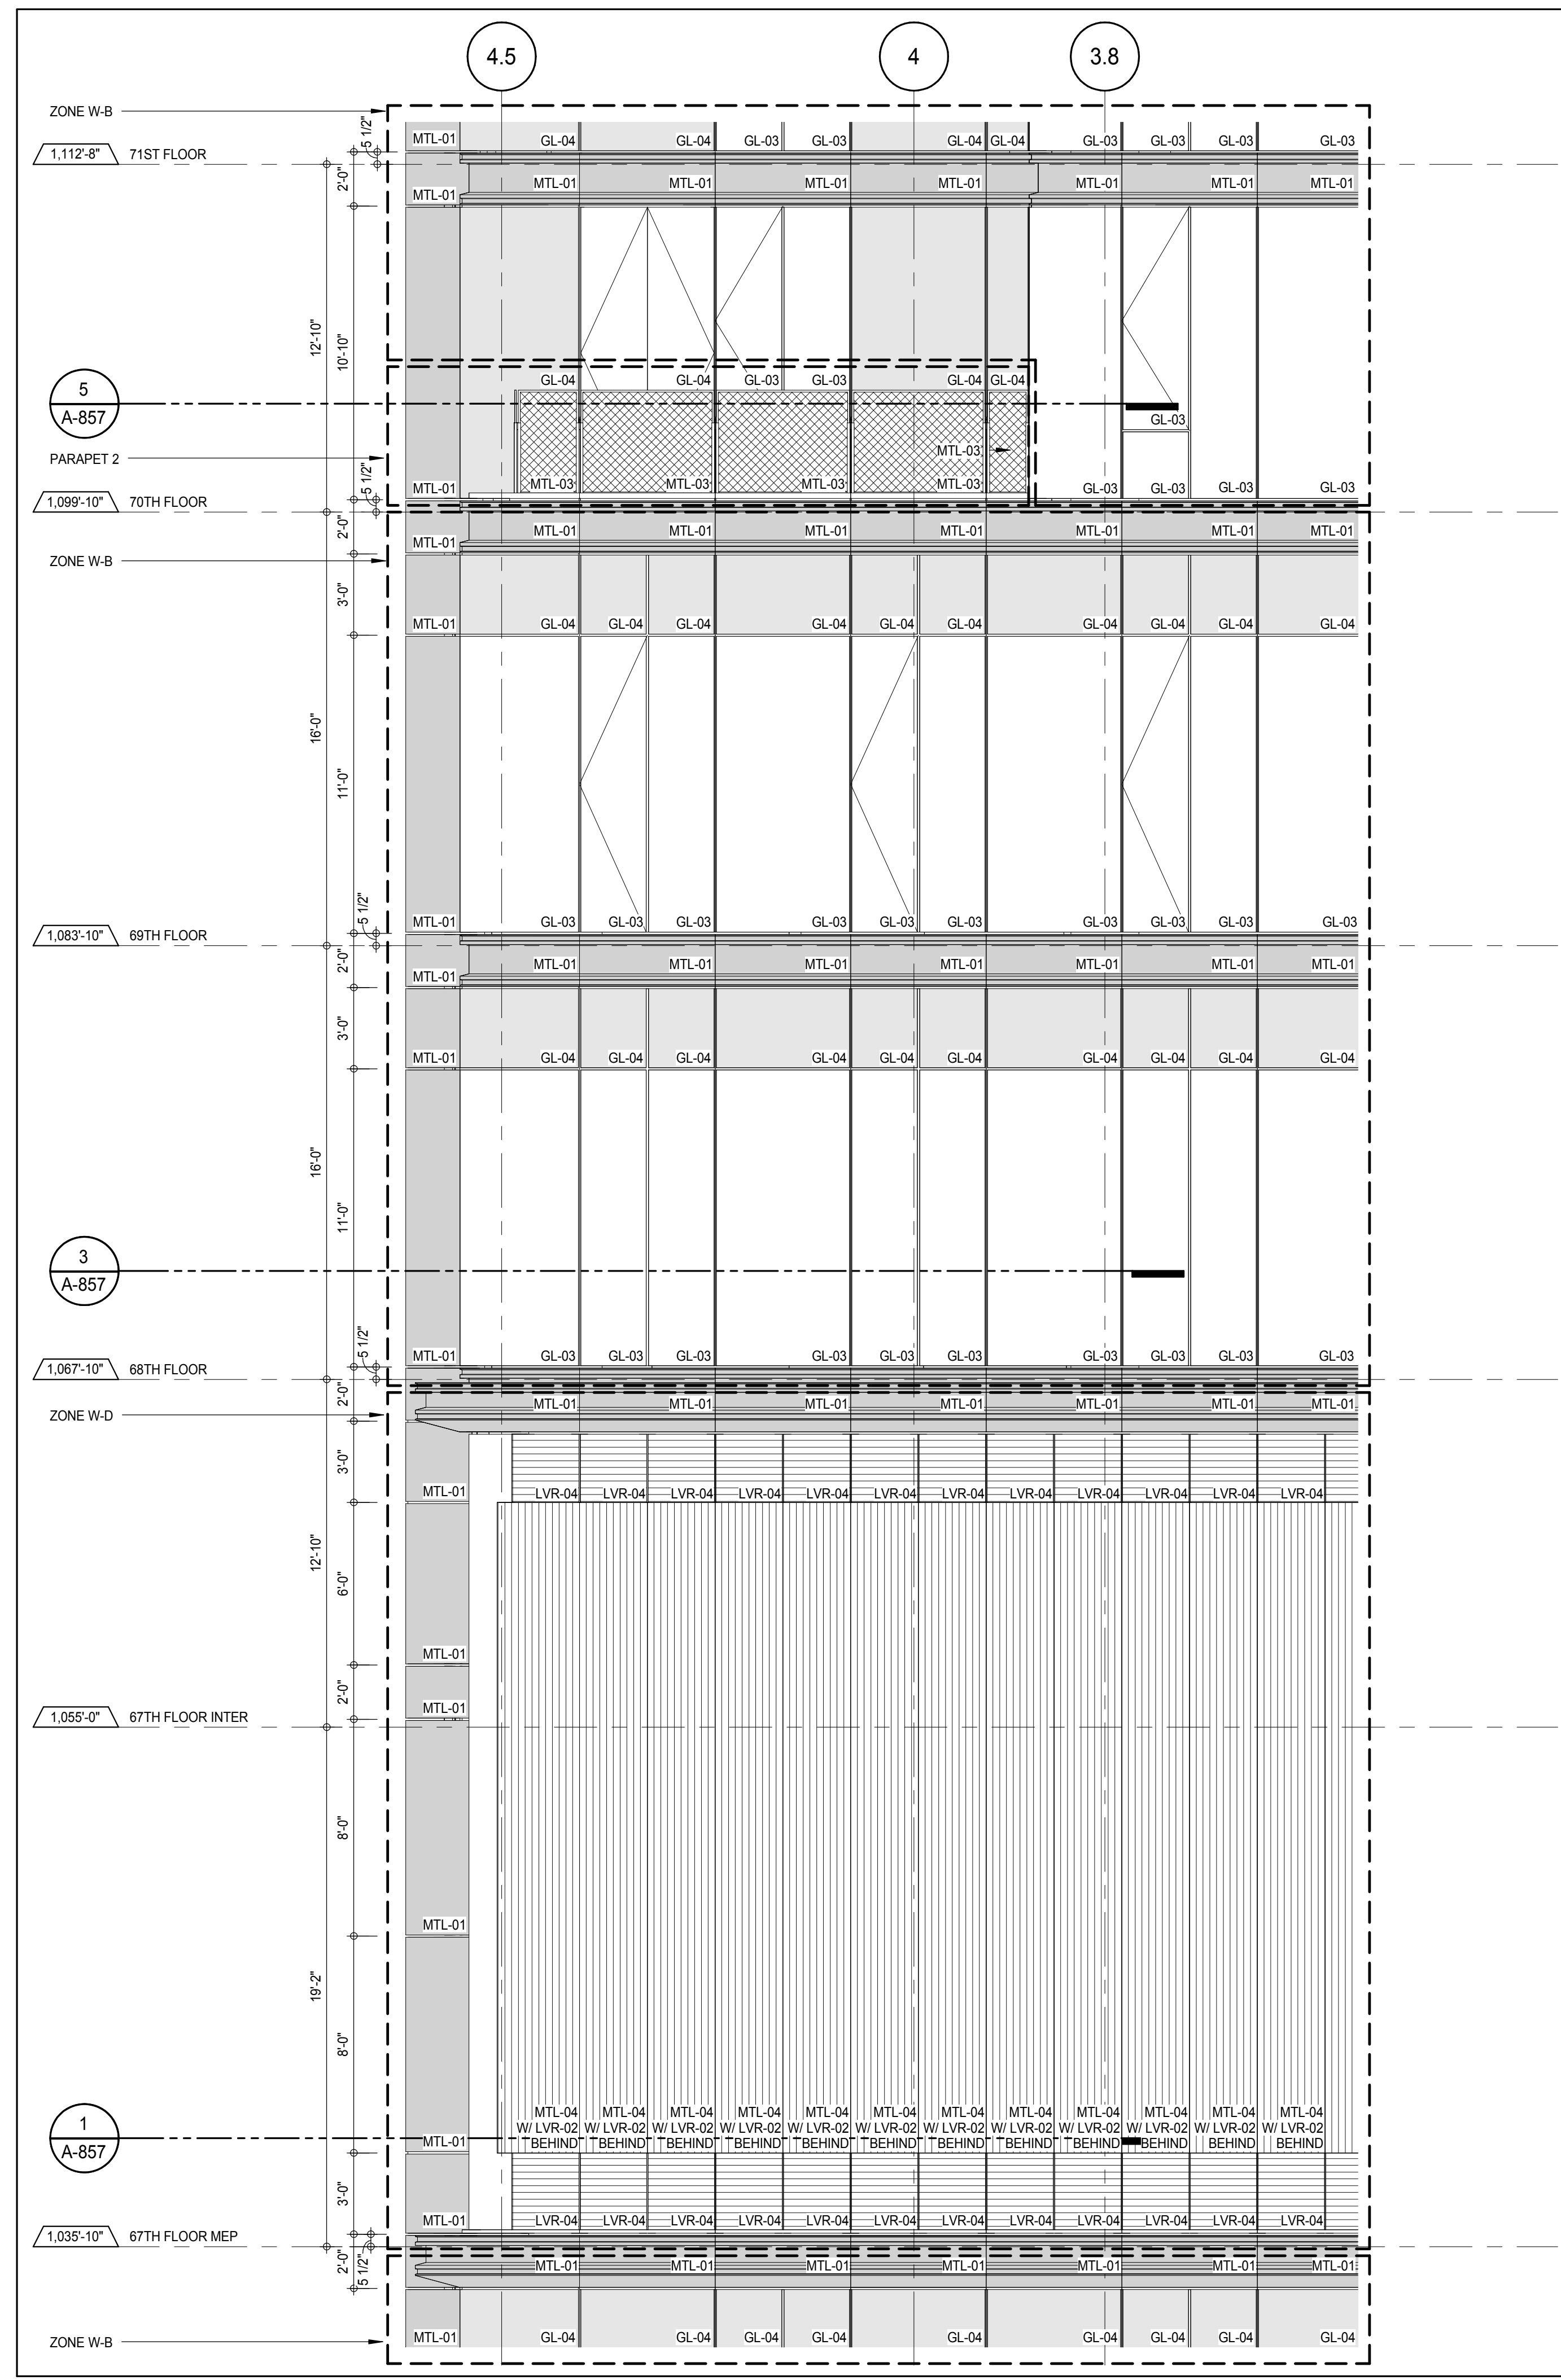 4.5 4 3.8
ZONE W-B
5 1/2"
MTL-01 GL-04 GL-04 GL-03 GL-03 GL-04 GL-04 GL-03 GL-03 GL-03 GL-03
1,112'-8" 71ST FLOOR
2'-0"
MTL-01 MTL-01 MTL-01 MTL-01 MTL-01 MTL-01 MTL-01
MTL-01
12'-10"
10'-10"
GL-04 GL-04 GL-03 GL-03 GL-04 GL-04
5
A-857
GL-03
MTL-03
PARAPET 2
5 1/2"
MTL-03 MTL-03 MTL-03 MTL-03
MTL-01 GL-03 GL-03 GL-03 GL-03
1,099'-10" 70TH FLOOR
2'-0"
MTL-01 MTL-01 MTL-01 MTL-01 MTL-01 MTL-01 MTL-01
MTL-01
ZONE W-B
3'-0"
MTL-01 GL-04 GL-04 GL-04 GL-04 GL-04 GL-04 GL-04 GL-04 GL-04 GL-04
16'-0"
11'-0"
5 1/2"
MTL-01 GL-03 GL-03 GL-03 GL-03 GL-03 GL-03 GL-03 GL-03 GL-03 GL-03
1,083'-10" 69TH FLOOR
2'-0"
MTL-01 MTL-01 MTL-01 MTL-01 MTL-01 MTL-01 MTL-01
MTL-01
3'-0"
MTL-01 GL-04 GL-04 GL-04 GL-04 GL-04 GL-04 GL-04 GL-04 GL-04 GL-04
16'-0"
11'-0"
3
A-857
5 1/2"
MTL-01 GL-03 GL-03 GL-03 GL-03 GL-03 GL-03 GL-03 GL-03 GL-03 GL-03
1,067'-10" 68TH FLOOR
2'-0"
MTL-01 MTL-01 MTL-01 MTL-01 MTL-01 MTL-01 MTL-01
ZONE W-D
3'-0"
MTL-01 LVR-04 LVR-04 LVR-04 LVR-04 LVR-04 LVR-04 LVR-04 LVR-04 LVR-04 LVR-04 LVR-04 LVR-04
12'-10"
6'-0"
MTL-01
2'-0"
MTL-01
1,055'-0" 67TH FLOOR INTER
8'-0"
MTL-01
19'-2"
8'-0"
MTL-04 MTL-04 MTL-04 MTL-04 MTL-04 MTL-04 MTL-04 MTL-04 MTL-04 MTL-04 MTL-04 MTL-04
W/ LVR-02 W/ LVR-02 W/ LVR-02 W/ LVR-02 W/ LVR-02 W/ LVR-02 W/ LVR-02 W/ LVR-02 W/ LVR-02 W/ LVR-02 W/ LVR-02 W/ LVR-02
MTL-01 BEHIND BEHIND BEHIND BEHIND BEHIND BEHIND BEHIND BEHIND BEHIND BEHIND BEHIND BEHIND
1
A-857
3'-0"
MTL-01 LVR-04 LVR-04 LVR-04 LVR-04 LVR-04 LVR-04 LVR-04 LVR-04 LVR-04 LVR-04 LVR-04 LVR-04
1,035'-10" 67TH FLOOR MEP
2'-0"
5 1/2"
MTL-01 MTL-01 MTL-01 MTL-01 MTL-01 MTL-01 MTL-01
ZONE W-B
MTL-01 GL-04 GL-04 GL-04 GL-04 GL-04 GL-04 GL-04 GL-04 GL-04